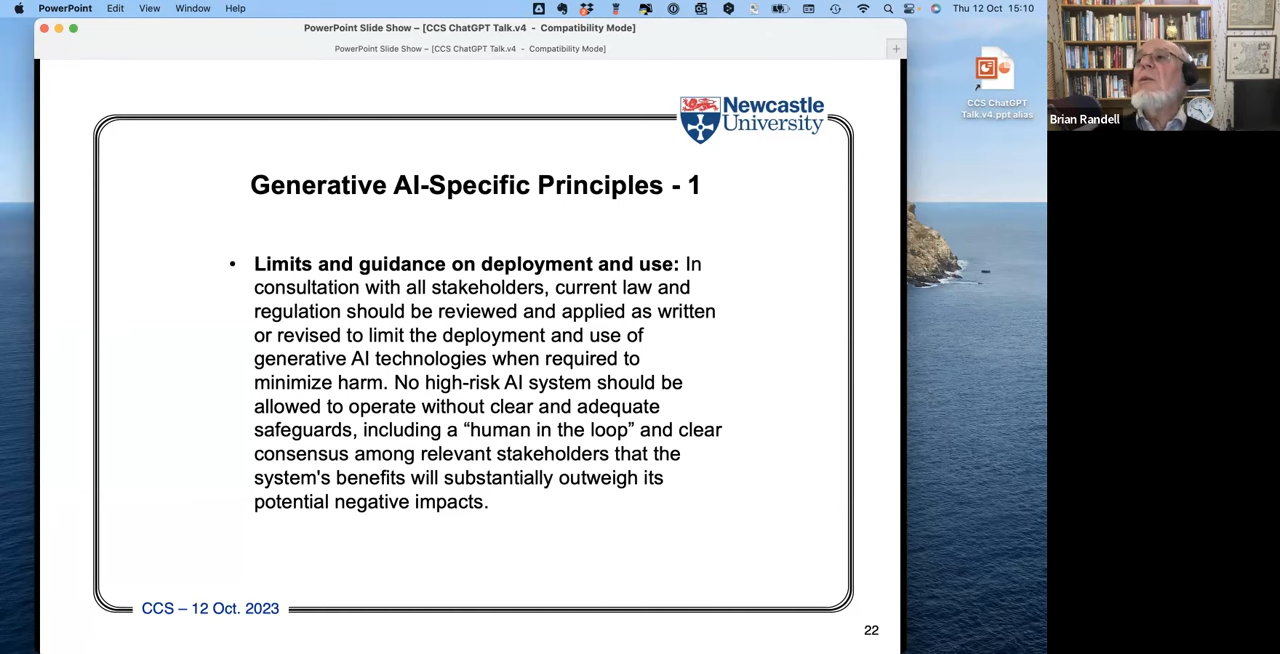 PowerPoint Edit View Window Help
Thu 12 Oct 15:10
PowerPoint Slide Show – [CCS ChatGPT Talk.v4 - Compatibility Mode]
PowerPoint Slide Show – [CCS ChatGPT Talk.v4 - Compatibility Mode]
Newcastle
University
Generative AI-Specific Principles - 1
• Limits and guidance on deployment and use: In
consultation with all stakeholders, current law and
regulation should be reviewed and applied as written
or revised to limit the deployment and use of
generative AI technologies when required to
minimize harm. No high-risk AI system should be
allowed to operate without clear and adequate
safeguards, including a “human in the loop” and clear
consensus among relevant stakeholders that the
system's benefits will substantially outweigh its
potential negative impacts.
CCS – 12 Oct. 2023
22
CCS ChatGPT
Talk.v4.ppt alias
Brian Randell